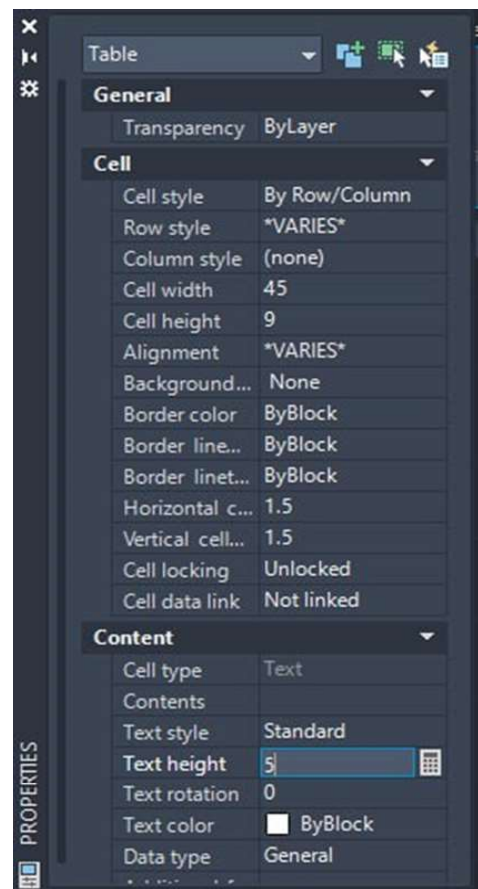 Table
General
Transparency ByLayer
Cell
Cell style By Row/Column
Row style *VARIES*
Column style (none)
Cell width 45
Cell height 9
Alignment *VARIES*
Background... None
Border color ByBlock
Border line... ByBlock
Border linet... ByBlock
Horizontal c... 1.5
Vertical cell... 1.5
Cell locking Unlocked
Cell data link Not linked
Content
Cell type Text
Contents
Text style Standard
Text height 5
Text rotation 0
Text color ByBlock
Data type General
PROPERTIES